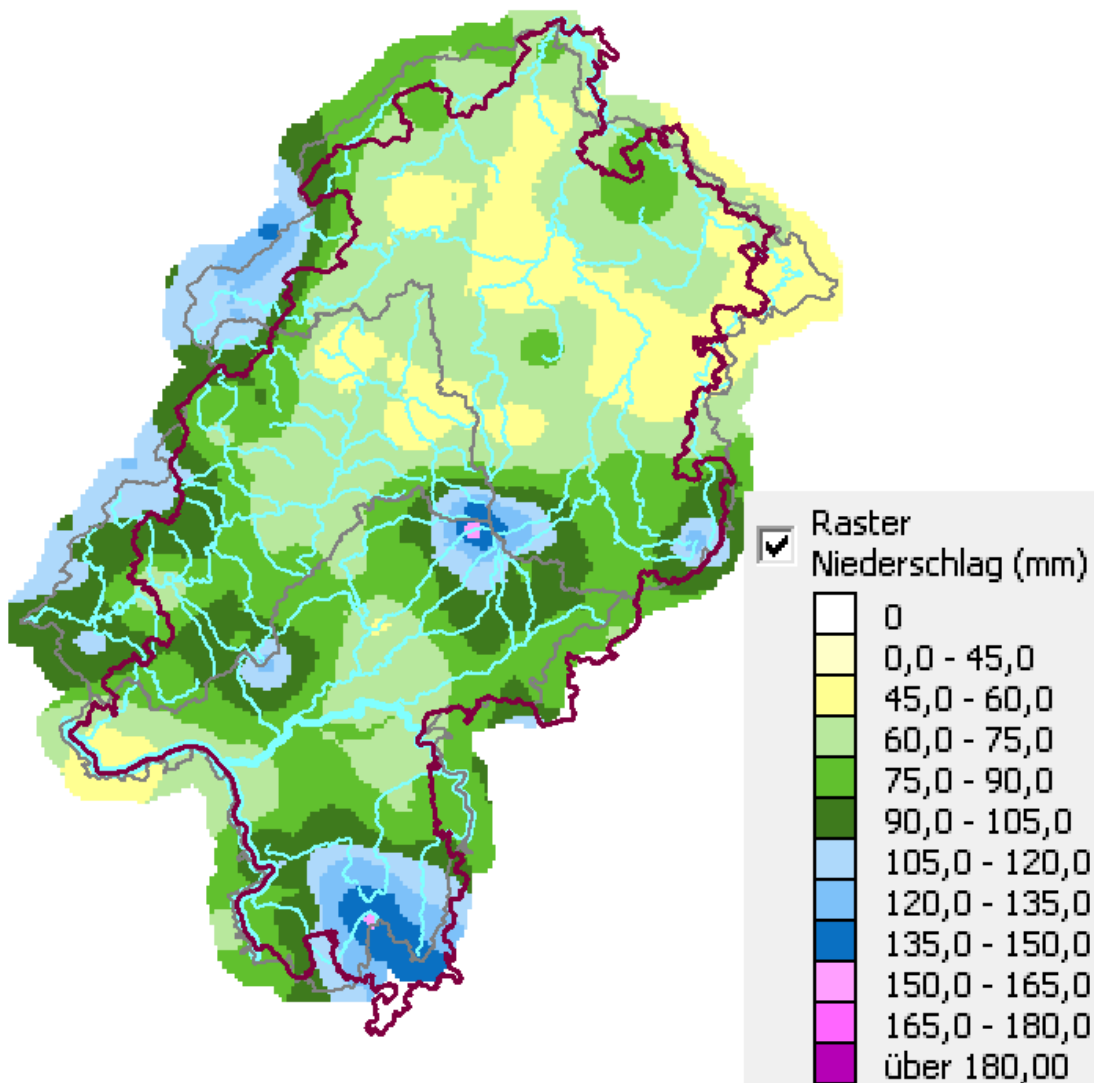 Raster
Niederschlag (mm)
0
0,0 - 45,0
45,0 - 60,0
60,0 - 75,0
75,0 - 90,0
90,0 - 105,0
105,0 - 120,0
120,0 - 135,0
135,0 - 150,0
150,0 - 165,0
165,0 - 180,0
über 180,00